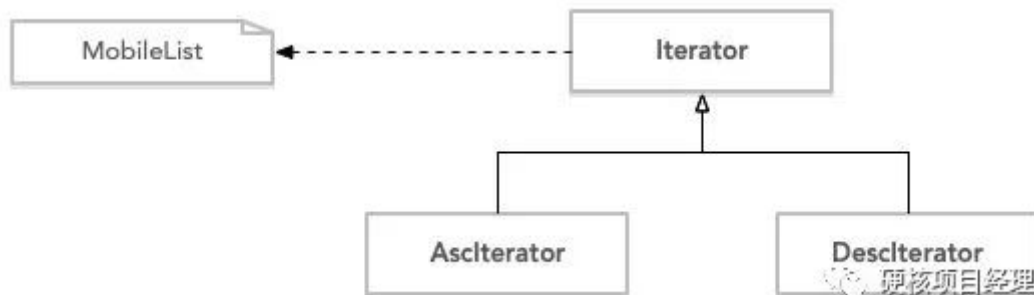 MobileList
Iterator
AscIterator
DescIterator
硬核项目经理